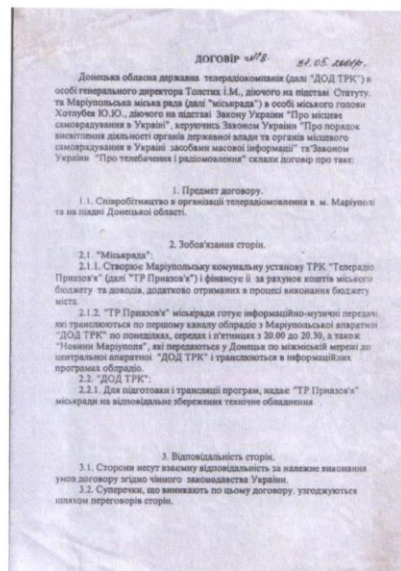 ДОГОВІР №8 21.05.2001р.
Донецька обласна державна телерадіокомпанія (далі "ДОД ТРК") в
особі генерального директора Толстих І.М., діючого на підставі Статуту,
та Маріупольська міська рада (далі "міськрада") в особі міського голови
Хотлубея Ю.Ю., діючого на підставі Закону України "Про місцеве
самоврядування в Україні", керуючись Законом України "Про порядок
висвітлення діяльності органів державної влади та органів місцевого
самоврядування в Україні засобами масової інформації" та Законом
України "Про телебачення і радіомовлення" склали договір про таке:
1. Предмет договору.
1.1. Співробітництво в організації телерадіомовлення в м. Маріуполі
та на півдні Донецької області.
2. Зобов'язання сторін.
2.1. "Міськрада":
2.1.1. Створює Маріупольську комунальну установу ТРК "Телерадіо
Приазов'я" (далі "ТР Приазов'я") і фінансує її за рахунок коштів міського
бюджету та доходів, додатково отриманих в процесі виконання бюджету
міста.
2.1.2. "ТР Приазов'я" міськради готує інформаційно-музичні передачі,
які транслюються по першому каналу облрадіо з Маріупольської апаратної
"ДОД ТРК" по понеділках, середах і п'ятницях з 20.00 до 20.30, а також
"Новини Маріуполя", які передаються у Донецьк по міжміській мережі до
центральної апаратної "ДОД ТРК" і транслюються в інформаційних
програмах облрадіо.
2.2. "ДОД ТРК":
2.2.1. Для підготовки і трансляції програм, надає "ТР Приазов'я"
міськради на відповідальне збереження технічне обладнення
3. Відповідальність сторін.
3.1. Сторони несут взаємну відповідальність за належне виконання
умов договору згідно чінного законодавства України.
3.2. Суперечки, що виникають по цьому договору, узгоджуються
шляхом переговорів сторін.